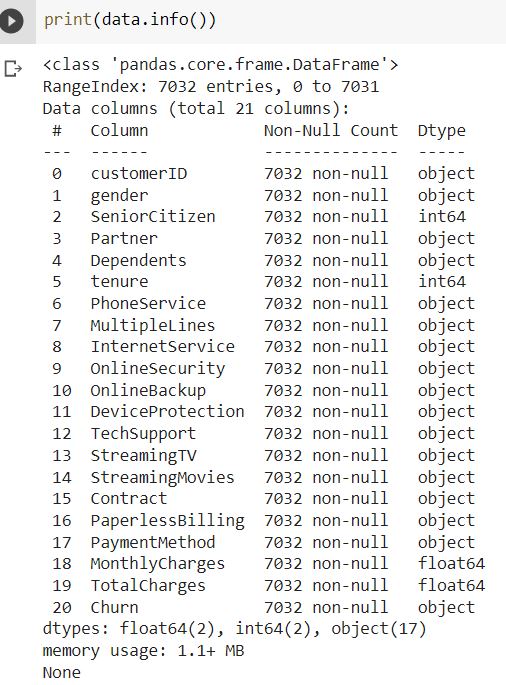 print(data.info())
<class 'pandas.core.frame.DataFrame'>
RangeIndex: 7032 entries, 0 to 7031
Data columns (total 21 columns):
 #   Column            Non-Null Count  Dtype
---  ------            --------------  -----
 0   customerID        7032 non-null   object
 1   gender            7032 non-null   object
 2   SeniorCitizen     7032 non-null   int64
 3   Partner           7032 non-null   object
 4   Dependents        7032 non-null   object
 5   tenure            7032 non-null   int64
 6   PhoneService      7032 non-null   object
 7   MultipleLines     7032 non-null   object
 8   InternetService   7032 non-null   object
 9   OnlineSecurity    7032 non-null   object
 10  OnlineBackup      7032 non-null   object
 11  DeviceProtection  7032 non-null   object
 12  TechSupport       7032 non-null   object
 13  StreamingTV       7032 non-null   object
 14  StreamingMovies   7032 non-null   object
 15  Contract          7032 non-null   object
 16  PaperlessBilling  7032 non-null   object
 17  PaymentMethod     7032 non-null   object
 18  MonthlyCharges    7032 non-null   float64
 19  TotalCharges      7032 non-null   float64
 20  Churn             7032 non-null   object
dtypes: float64(2), int64(2), object(17)
memory usage: 1.1+ MB
None